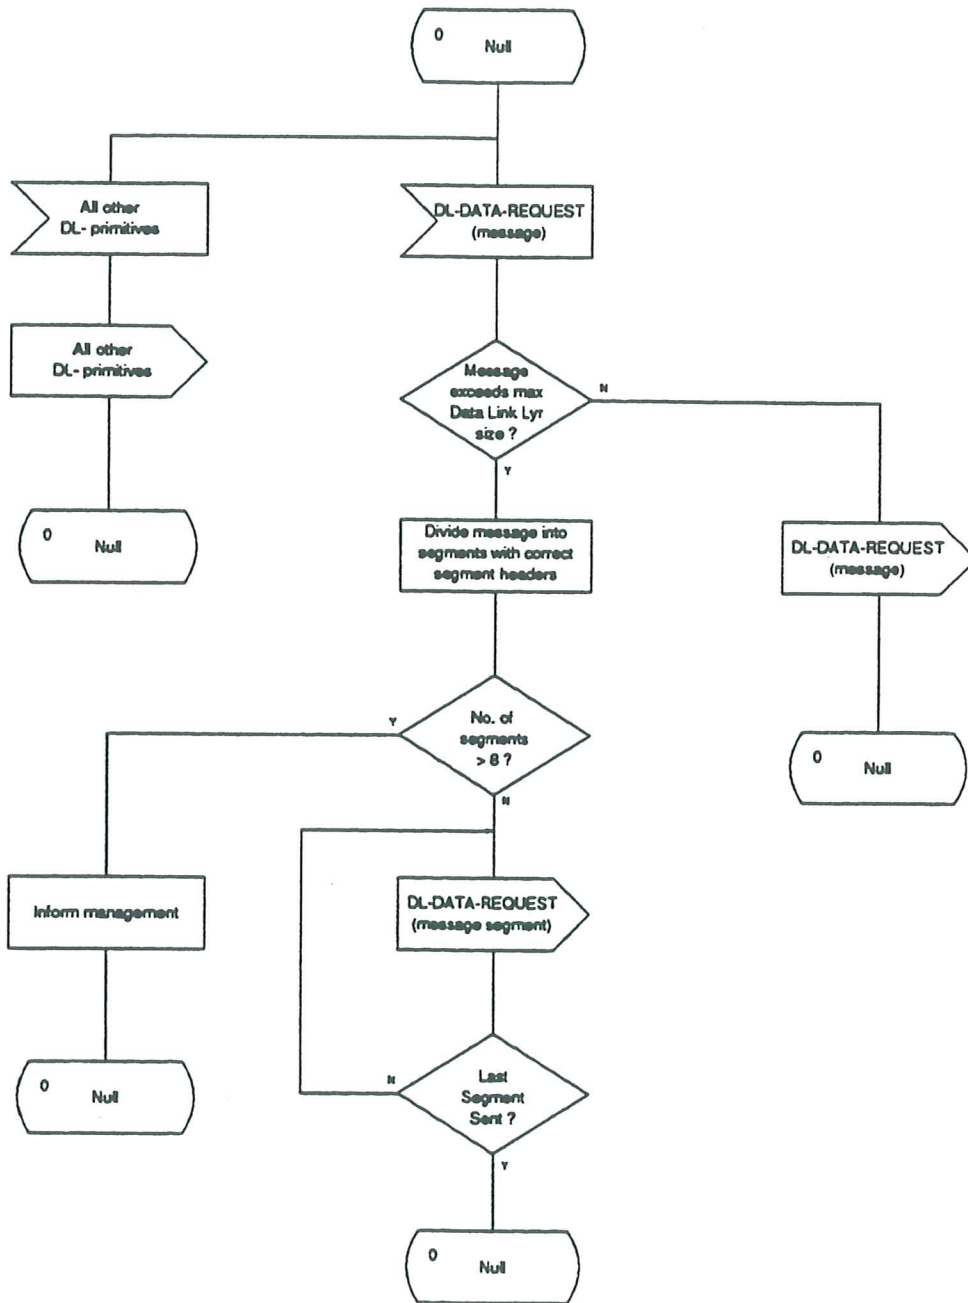 0
Null
All other
DL- primitives
DL-DATA-REQUEST
(message)
All other
DL- primitives
Message
exceeds max
Data Link Lyr
size ?
N
Y
0
Null
Divide message into
segments with correct
segment headers
DL-DATA-REQUEST
(message)
Y
No. of
segments
> 8 ?
N
0
Null
Inform management
DL-DATA-REQUEST
(message segment)
0
Null
N
Last
Segment
Sent ?
Y
0
Null